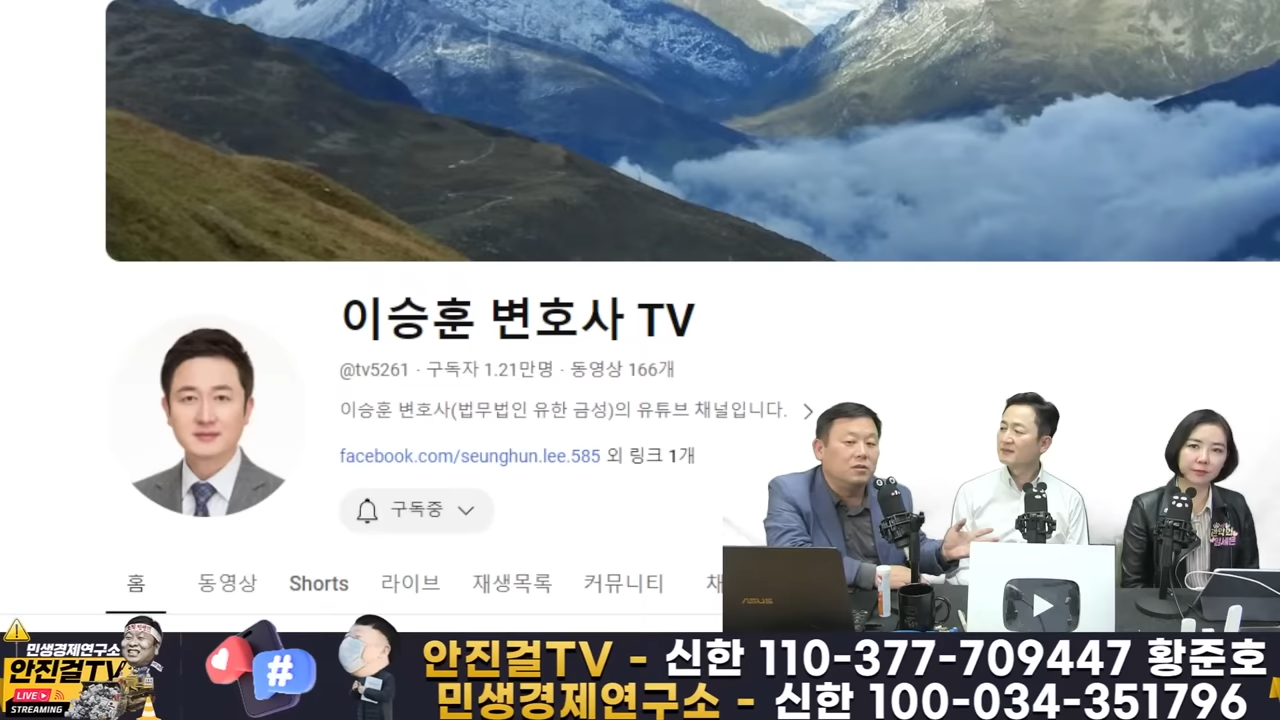 이승훈 변호사 TV
@tv5261 · 구독자 1.21만명 · 동영상 166개
이승훈 변호사(법무법인 유한 금성)의 유튜브 채널입니다.
facebook.com/seunghun.lee.585 외 링크 1개
구독중
홈 동영상 Shorts 라이브 재생목록 커뮤니티 채
ASUS
민생경제연구소
안진걸TV
LIVE
STREAMING
#
안진걸TV - 신한 110-377-709447 황준호
민생경제연구소 - 신한 100-034-351796